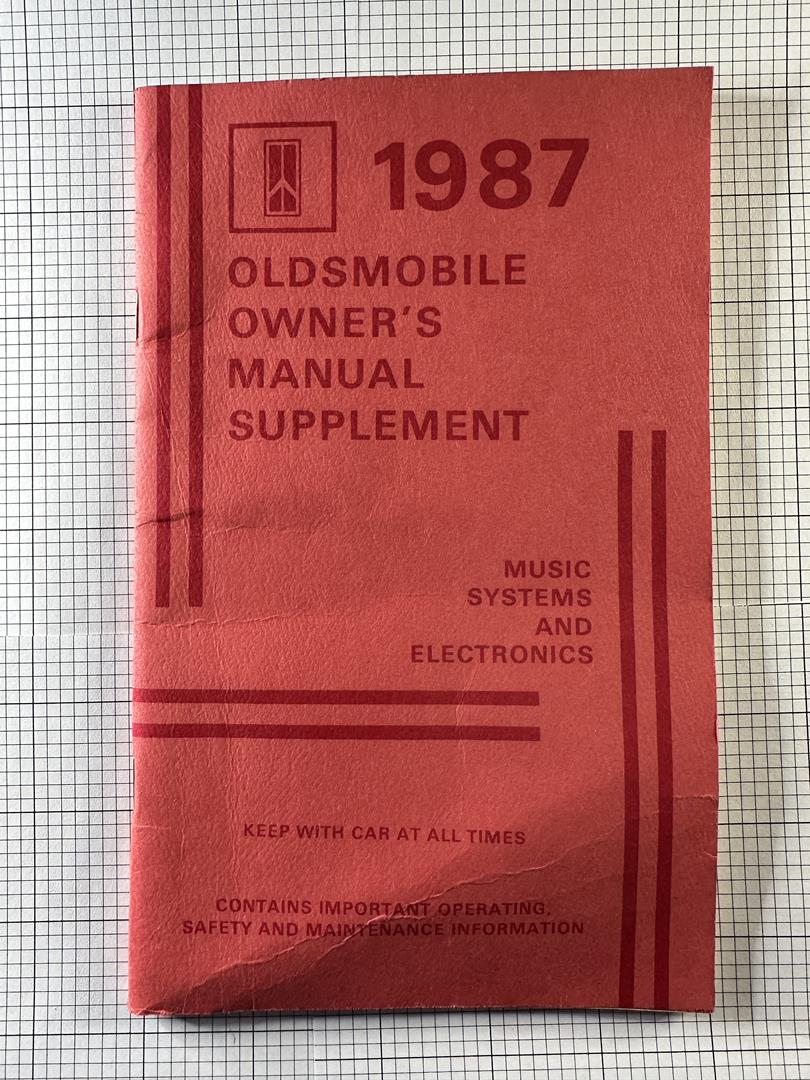 1987
OLDSMOBILE
OWNER'S
MANUAL
SUPPLEMENT
MUSIC
SYSTEMS
AND
ELECTRONICS
KEEP WITH CAR AT ALL TIMES
CONTAINS IMPORTANT OPERATING,
SAFETY AND MAINTENANCE INFORMATION